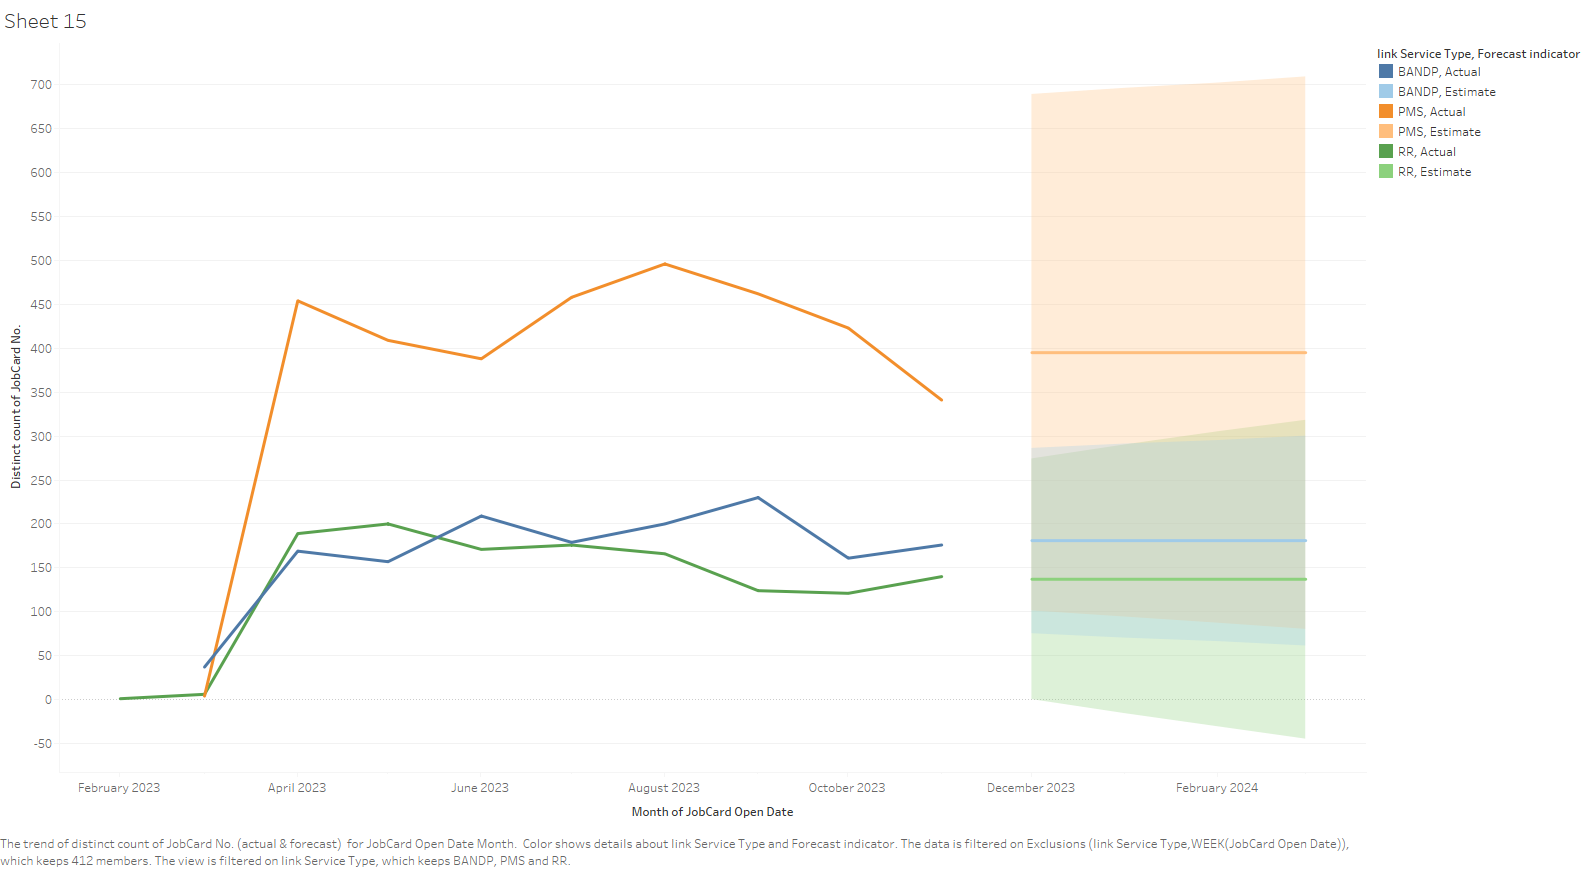 Sheet 15
link Service Type, Forecast indicator
BANDP, Actual
BANDP, Estimate
PMS, Actual
PMS, Estimate
RR, Actual
RR, Estimate
700
650
600
550
500
450
400
350
300
250
200
150
100
50
0
-50
Distinct count of JobCard No.
February 2023
April 2023
June 2023
August 2023
October 2023
December 2023
February 2024
Month of JobCard Open Date
The trend of distinct count of JobCard No. (actual & forecast)  for JobCard Open Date Month.  Color shows details about link Service Type and Forecast indicator. The data is filtered on Exclusions (link Service Type,WEEK(JobCard Open Date)),
which keeps 412 members. The view is filtered on link Service Type, which keeps BANDP, PMS and RR.